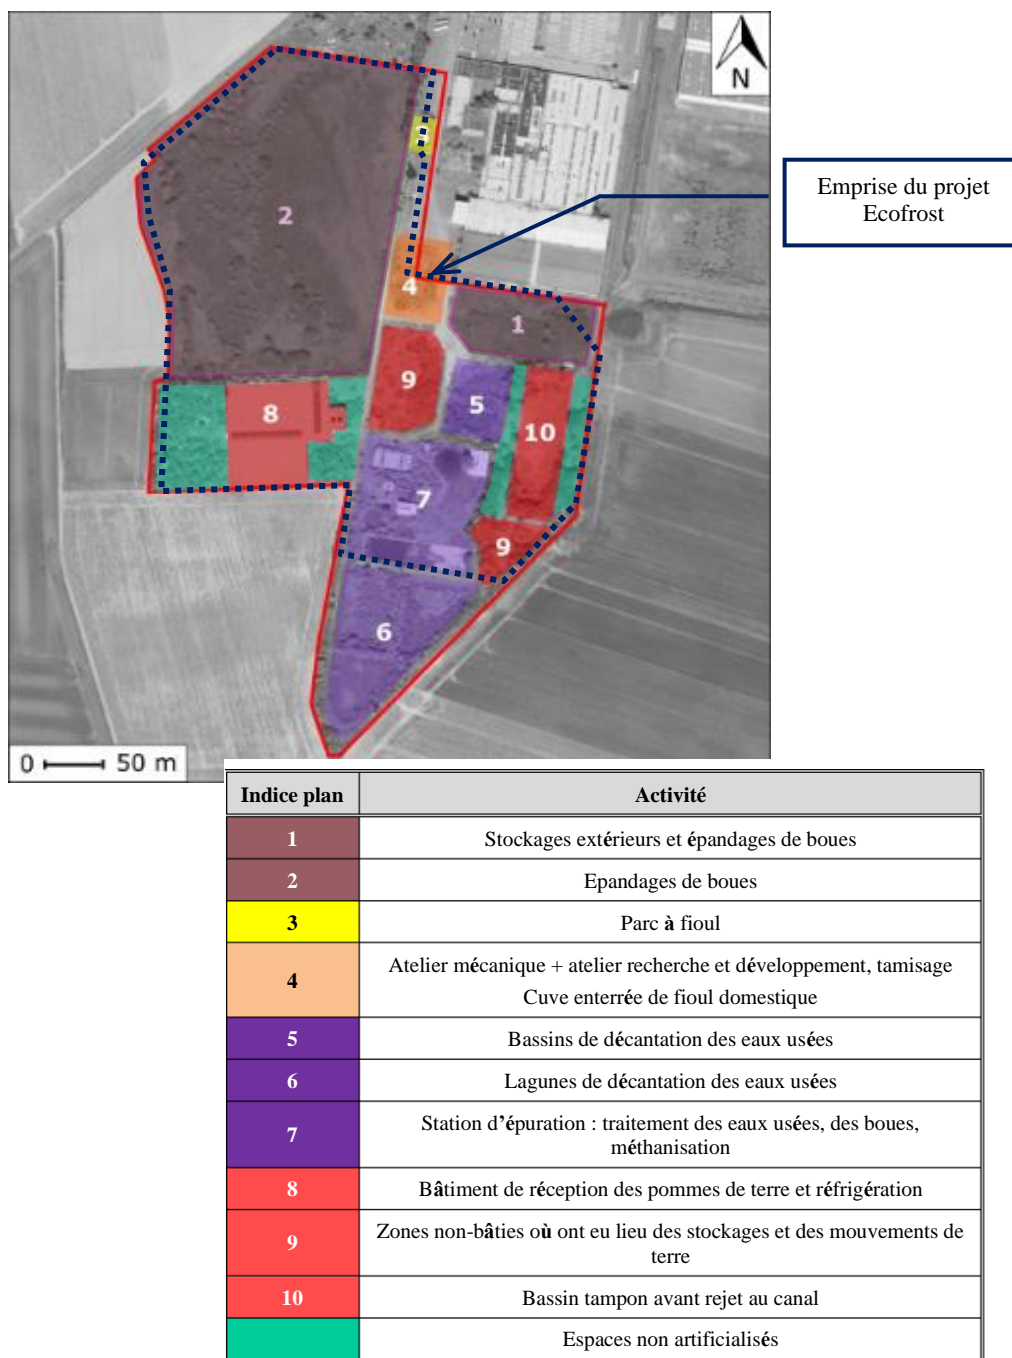 N
3
Emprise du projet
Ecofrost
2
4
1
9
5
8
10
7
9
6
0 50 m
Indice plan Activité
1 Stockages extérieurs et épandages de boues
2 Epandages de boues
3 Parc à fioul
4 Atelier mécanique + atelier recherche et développement, tamisage
Cuve enterrée de fioul domestique
5 Bassins de décantation des eaux usées
6 Lagunes de décantation des eaux usées
7 Station d'épuration : traitement des eaux usées, des boues,
méthanisation
8 Bâtiment de réception des pommes de terre et réfrigération
9 Zones non-bâties où ont eu lieu des stockages et des mouvements de
terre
10 Bassin tampon avant rejet au canal
Espaces non artificialisés